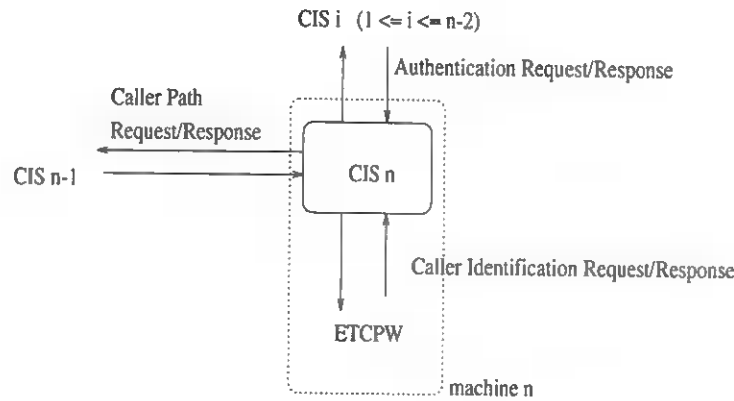 CIS i (1 <= i <= n-2)
Authentication Request/Response
Caller Path
Request/Response
CIS n-1
CIS n
Caller Identification Request/Response
ETCPW
machine n